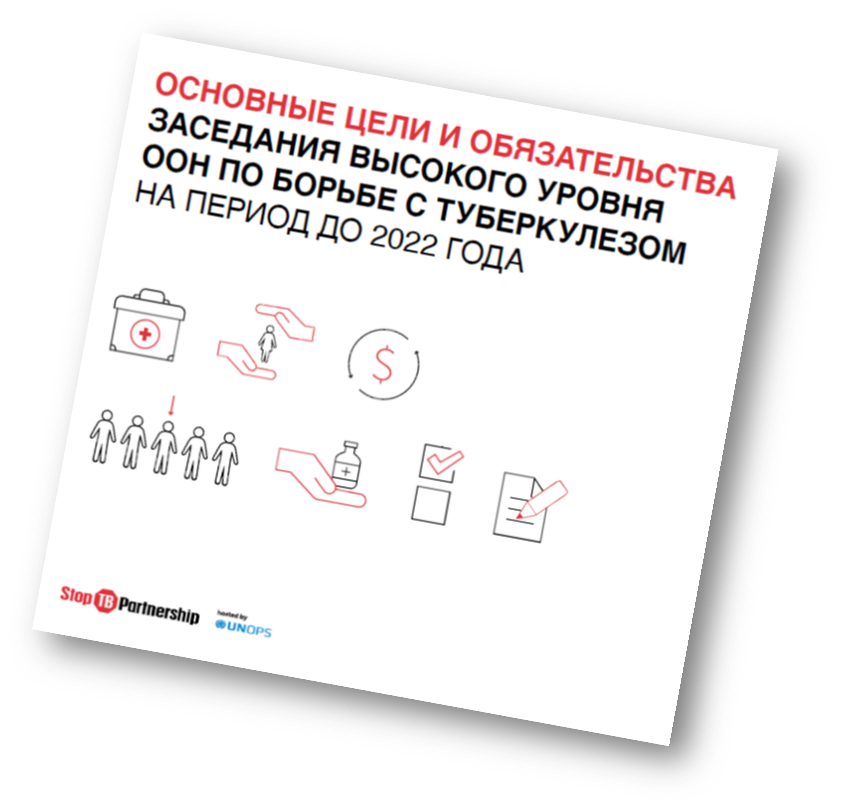 ОСНОВНЫЕ ЦЕЛИ И ОБЯЗАТЕЛЬСТВА
ЗАСЕДАНИЯ ВЫСОКОГО УРОВНЯ
ООН ПО БОРЬБЕ С ТУБЕРКУЛЕЗОМ
НА ПЕРИОД ДО 2022 ГОДА
$
Stop TB Partnership
hosted by
UNOPS